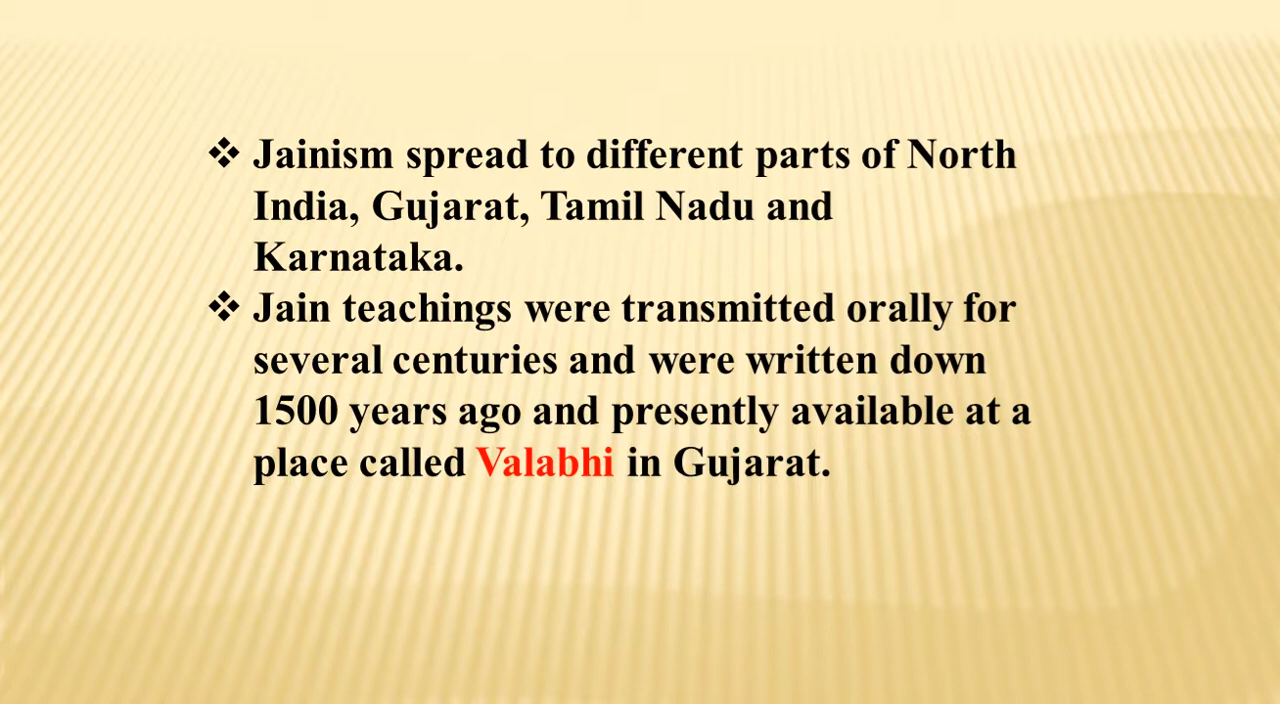 ❖ Jainism spread to different parts of North
India, Gujarat, Tamil Nadu and
Karnataka.
❖ Jain teachings were transmitted orally for
several centuries and were written down
1500 years ago and presently available at a
place called Valabhi in Gujarat.